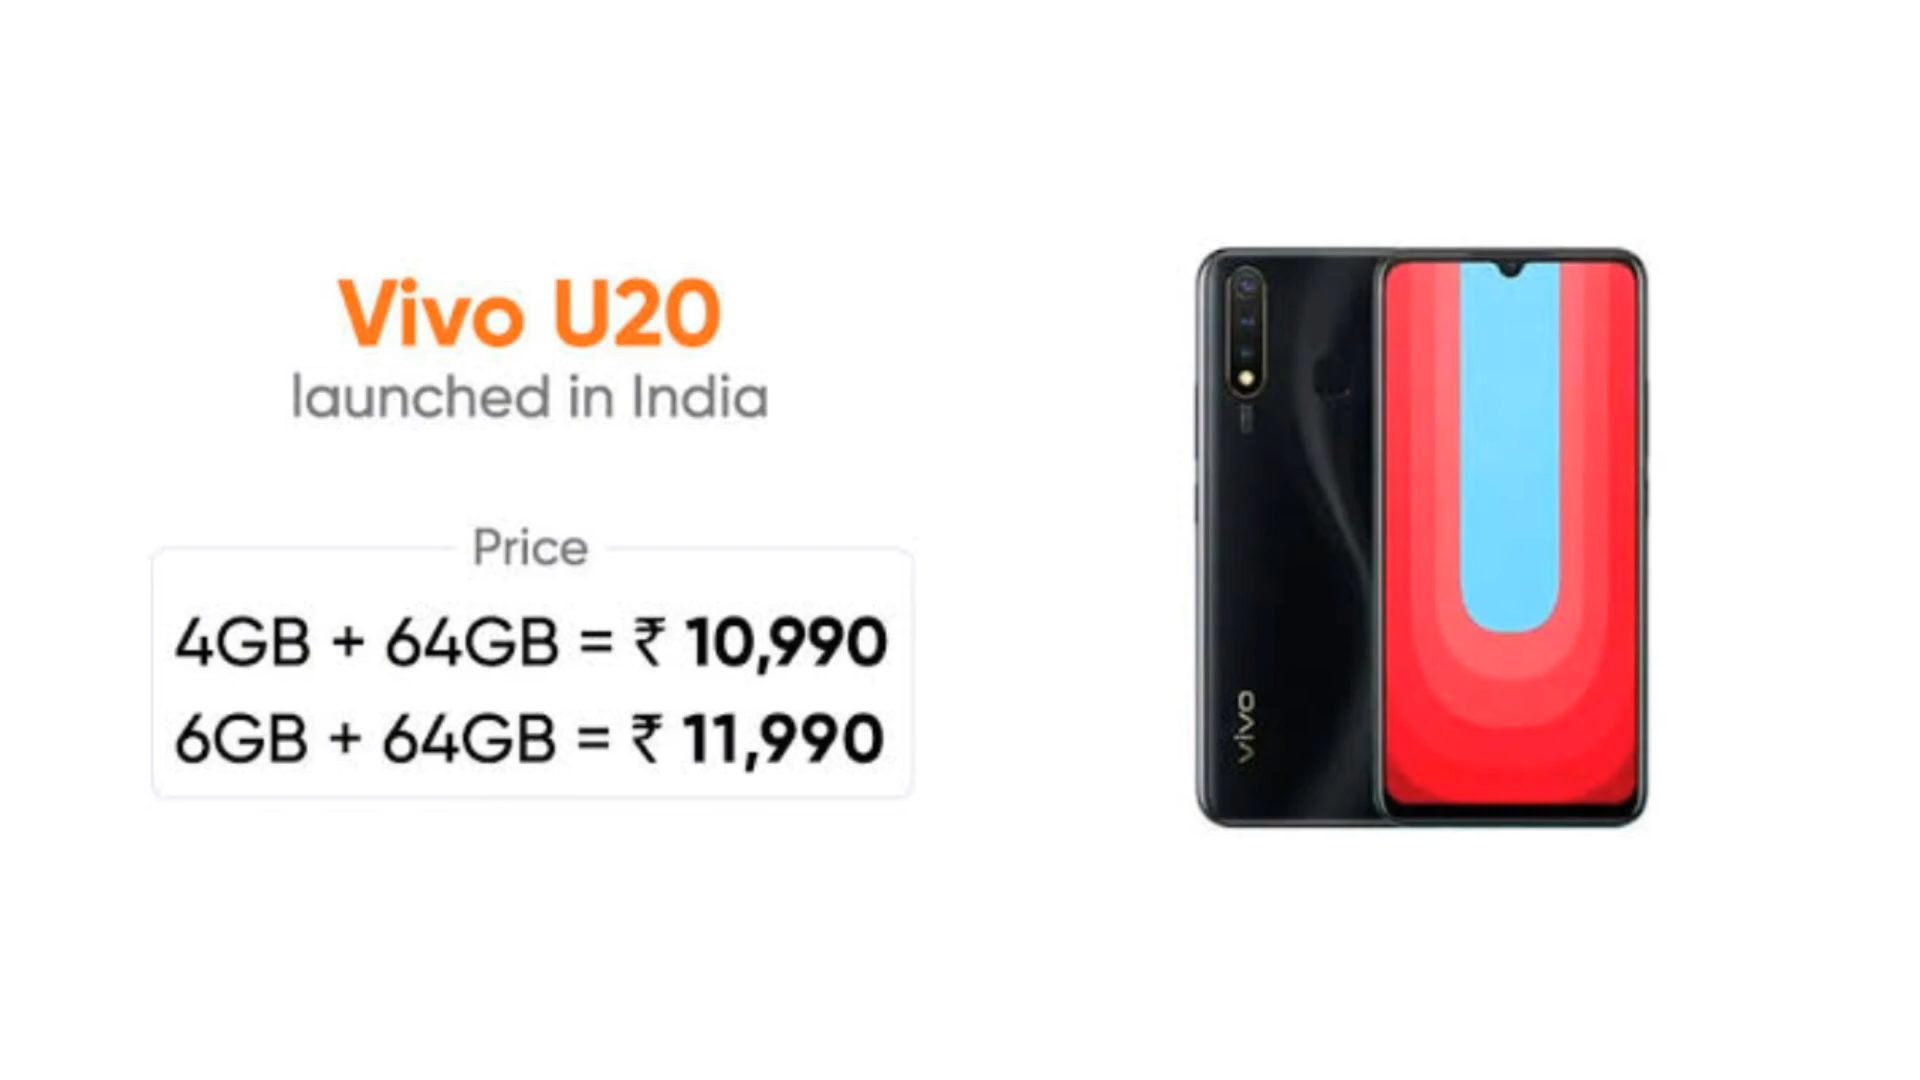 Vivo U20
launched in India
Price
4GB + 64GB = ₹ 10,990
6GB + 64GB = ₹ 11,990
vivo